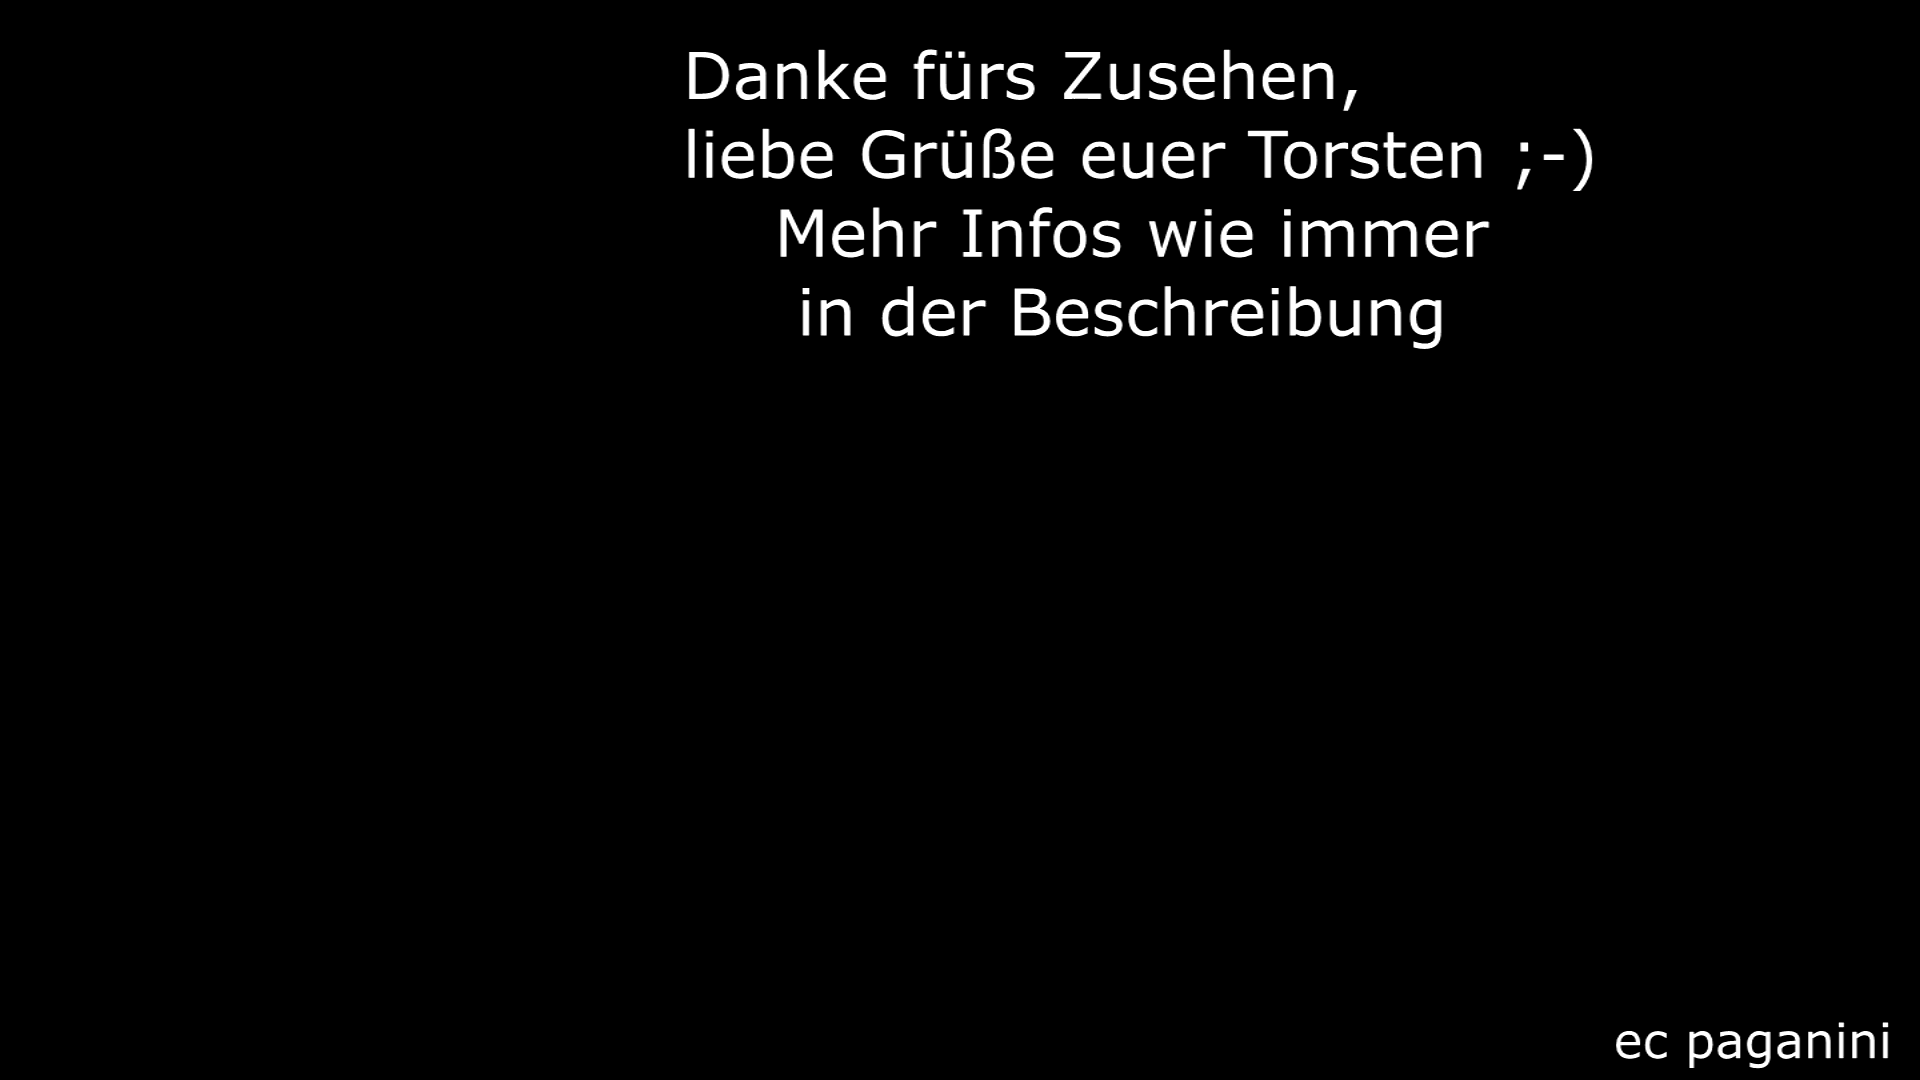 Danke fürs Zusehen,
liebe Grüße euer Torsten ;-)
Mehr Infos wie immer
in der Beschreibung
ec paganini